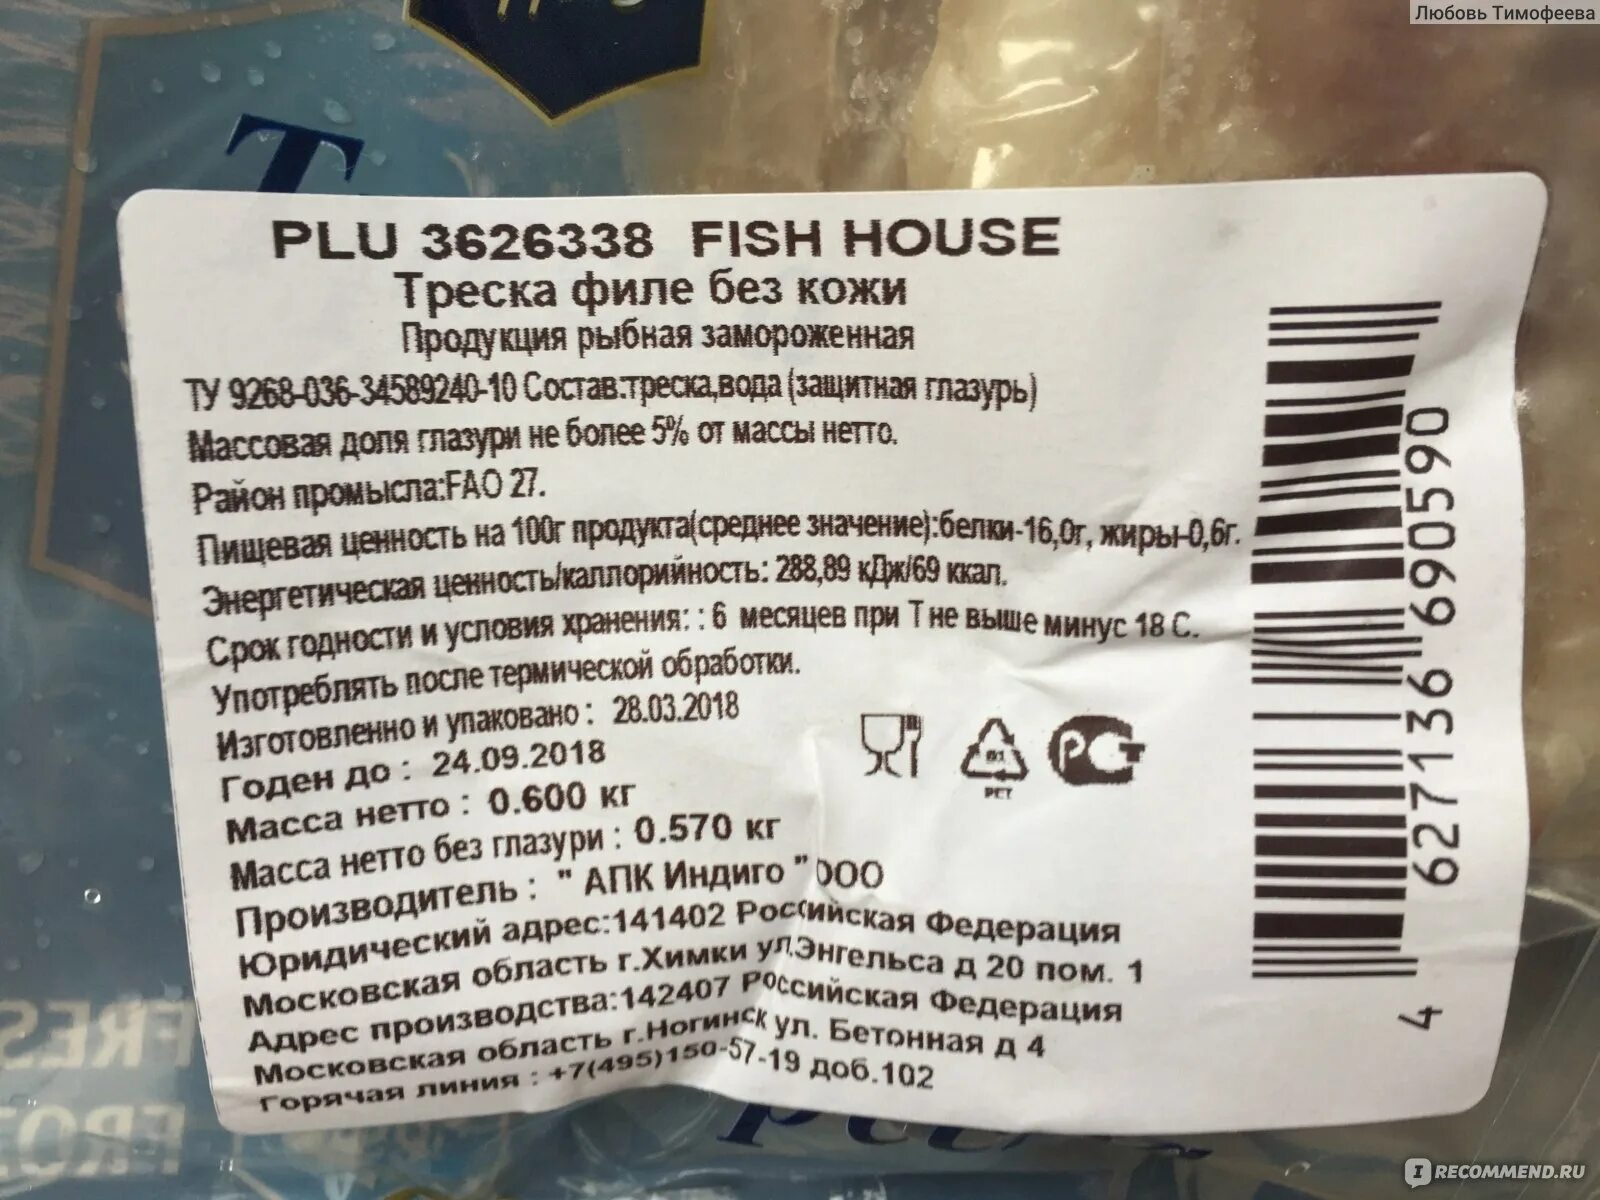 Любовь Тимофеева
PLU 3626338 FISH HOUSE
Треска филе без кожи
Продукция рыбная замороженная
ТУ 9268-036-34589240-10 Состав:треска,вода (защитная глазурь)
Массовая доля глазури не более 5% от массы нетто.
Район промысла:FAO 27.
Пищевая ценность на 100г продукта(среднее значение):белки-16,0г, жиры-0,6г.
Энергетическая ценность/каллорийность: 288,89 кДж/69 ккал.
Срок годности и условия хранения: : 6 месяцев при Т не выше минус 18 С.
Употреблять после термической обработки.
Изготовленно и упаковано : 28.03.2018
Годен до : 24.09.2018
Масса нетто : 0.600 кг
Масса нетто без глазури : 0.570 кг
Производитель : " АПК Индиго " ООО
Юридический адрес:141402 Российская Федерация
Московская область г.Химки ул.Энгельса д 20 пом. 1
Адрес производства:142407 Российская Федерация
Московская область г.Ногинск ул. Бетонная д 4
Горячая линия : +7(495)150-57-19 доб.102
01
PET
РСТ
4 627136 690590
FRES
FRO
IRECOMMEND.RU